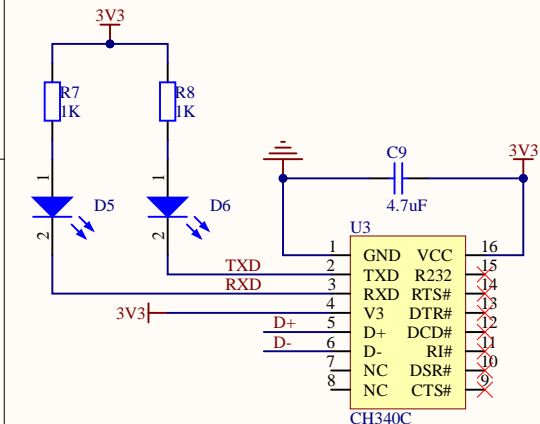 3V3
R7
1K
R8
1K
1
1
D5
D6
2
2
C9
3V3
4.7uF
U3
1 GND VCC 16
TXD 2 TXD R232 15
RXD 3 RXD RTS# 14
3V3 4 V3 DTR# 13
D+ 5 D+ DCD# 12
D- 6 D- RI# 11
7 NC DSR# 10
8 NC CTS# 9
CH340C